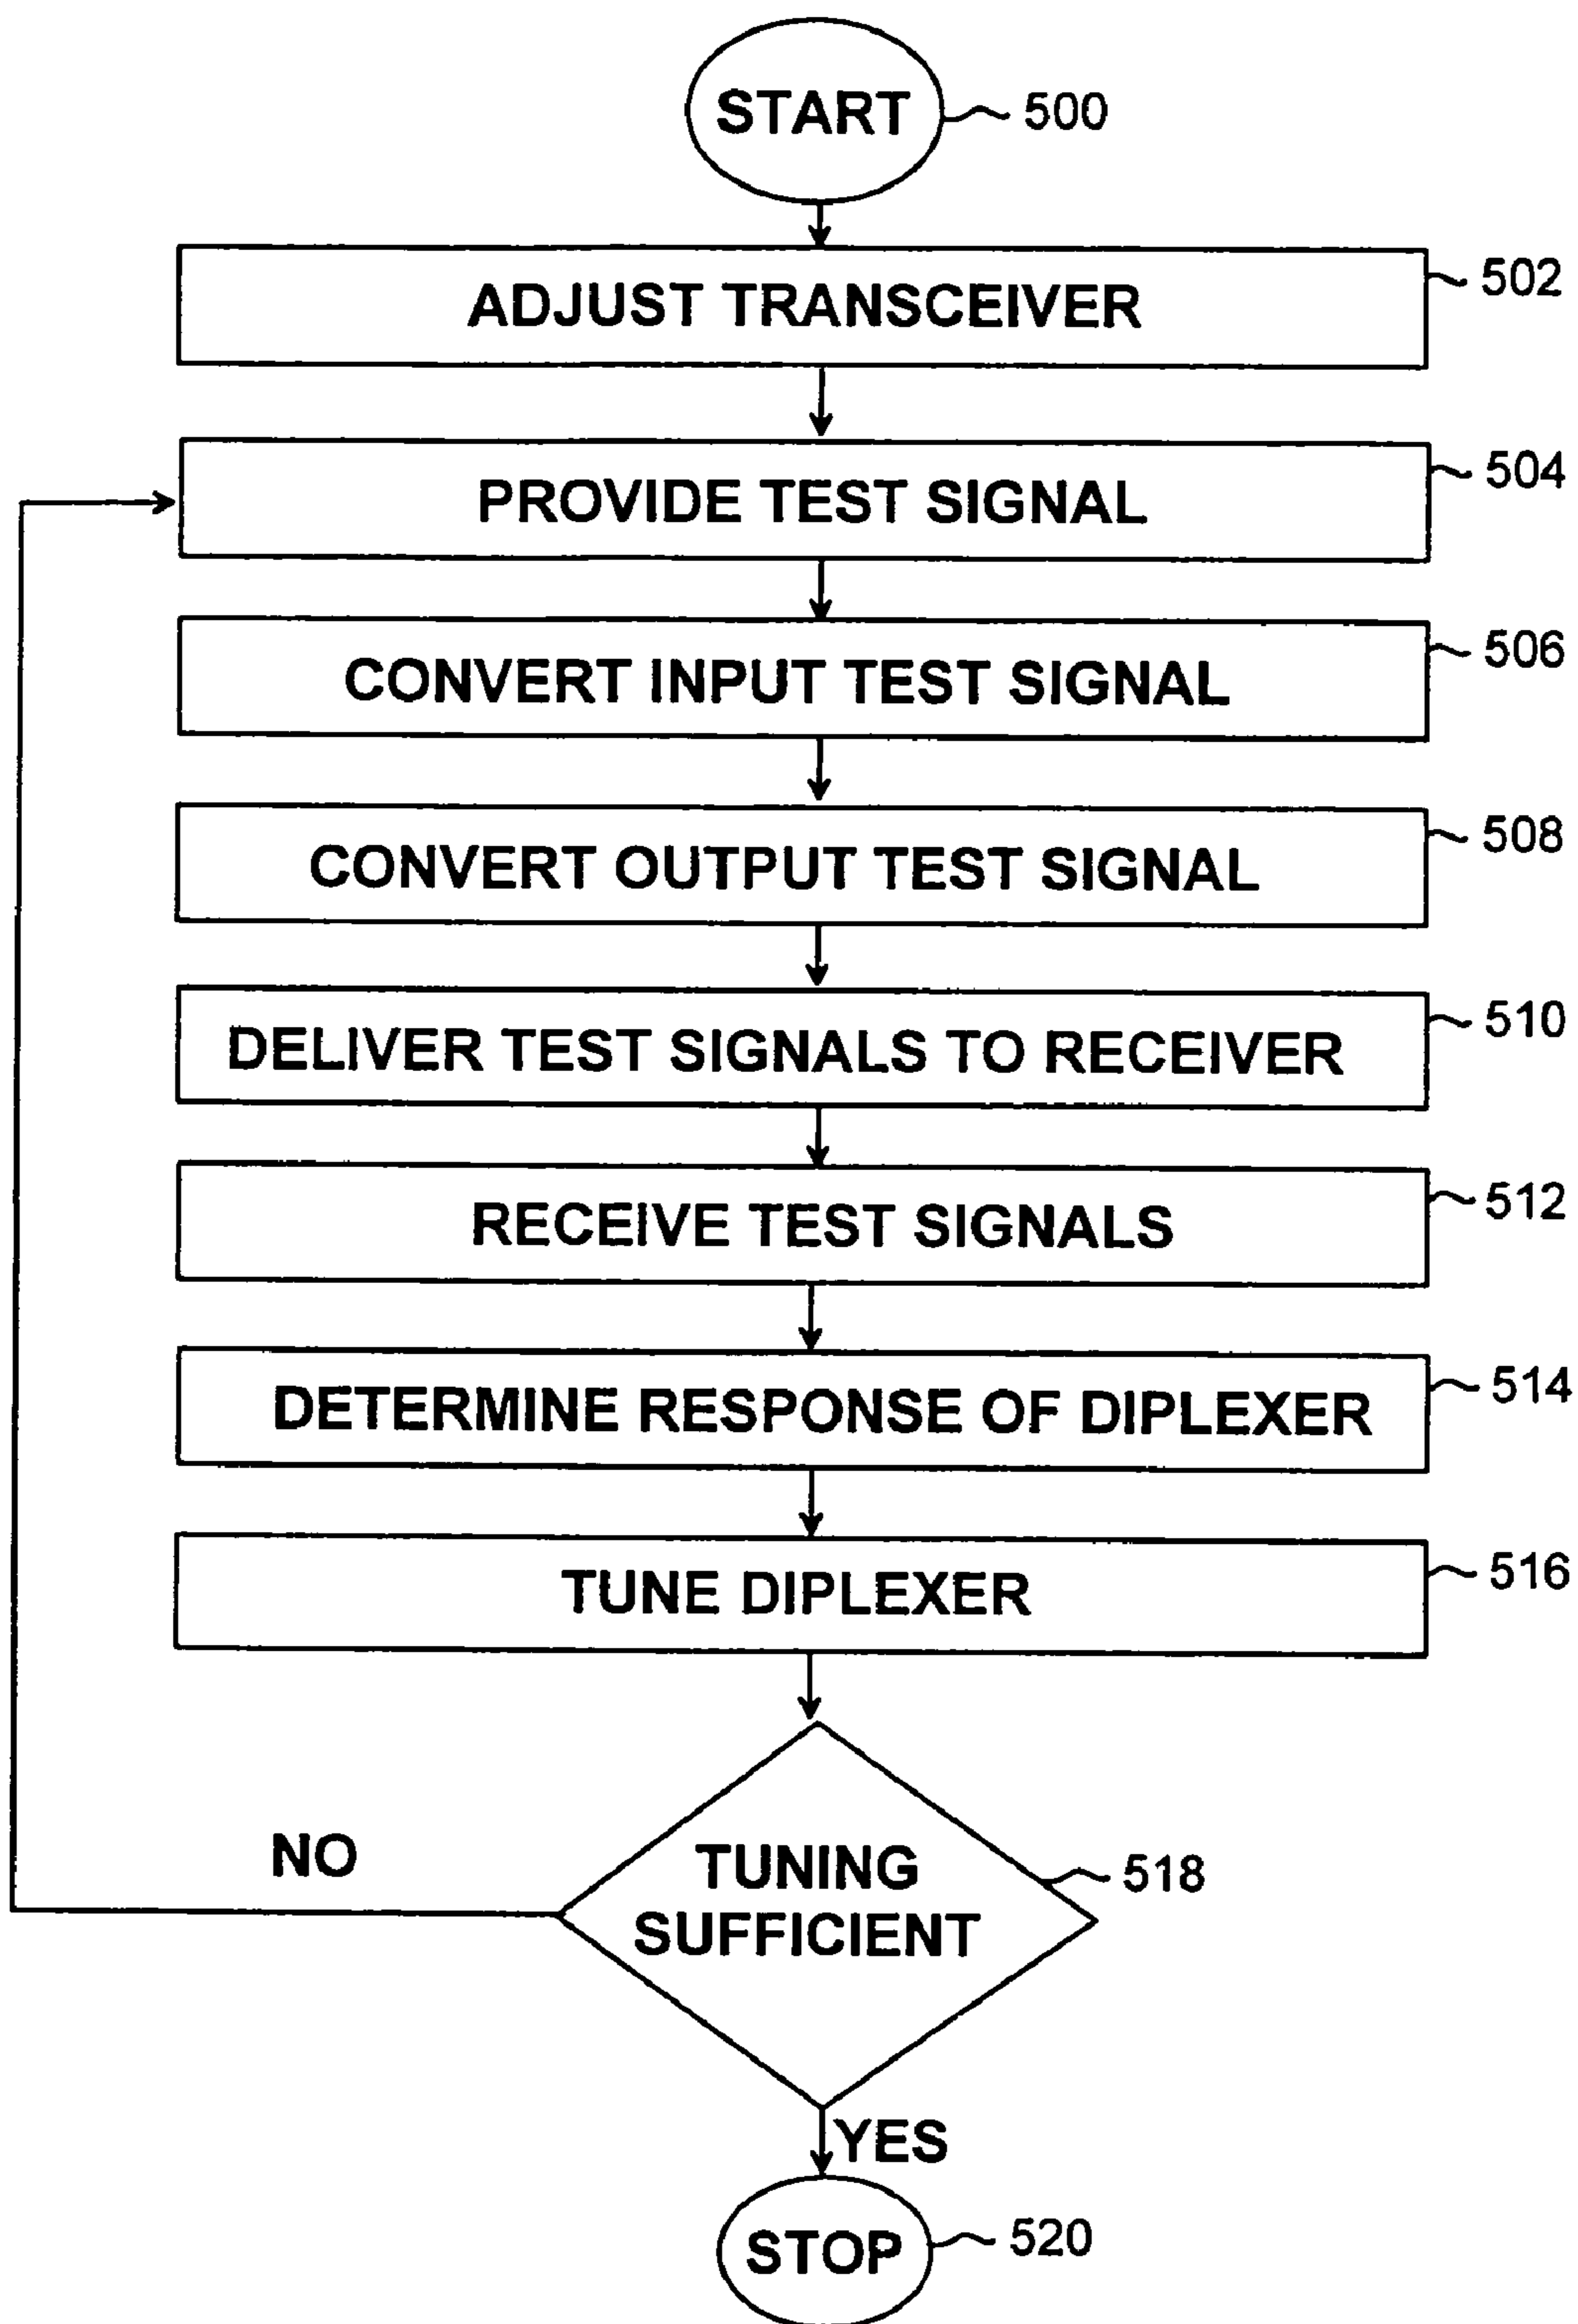 START
500
ADJUST TRANSCEIVER
502
PROVIDE TEST SIGNAL
504
CONVERT INPUT TEST SIGNAL
506
CONVERT OUTPUT TEST SIGNAL
508
DELIVER TEST SIGNALS TO RECEIVER
510
RECEIVE TEST SIGNALS
512
DETERMINE RESPONSE OF DIPLEXER
514
TUNE DIPLEXER
516
NO
TUNING
SUFFICIENT
518
YES
STOP
520